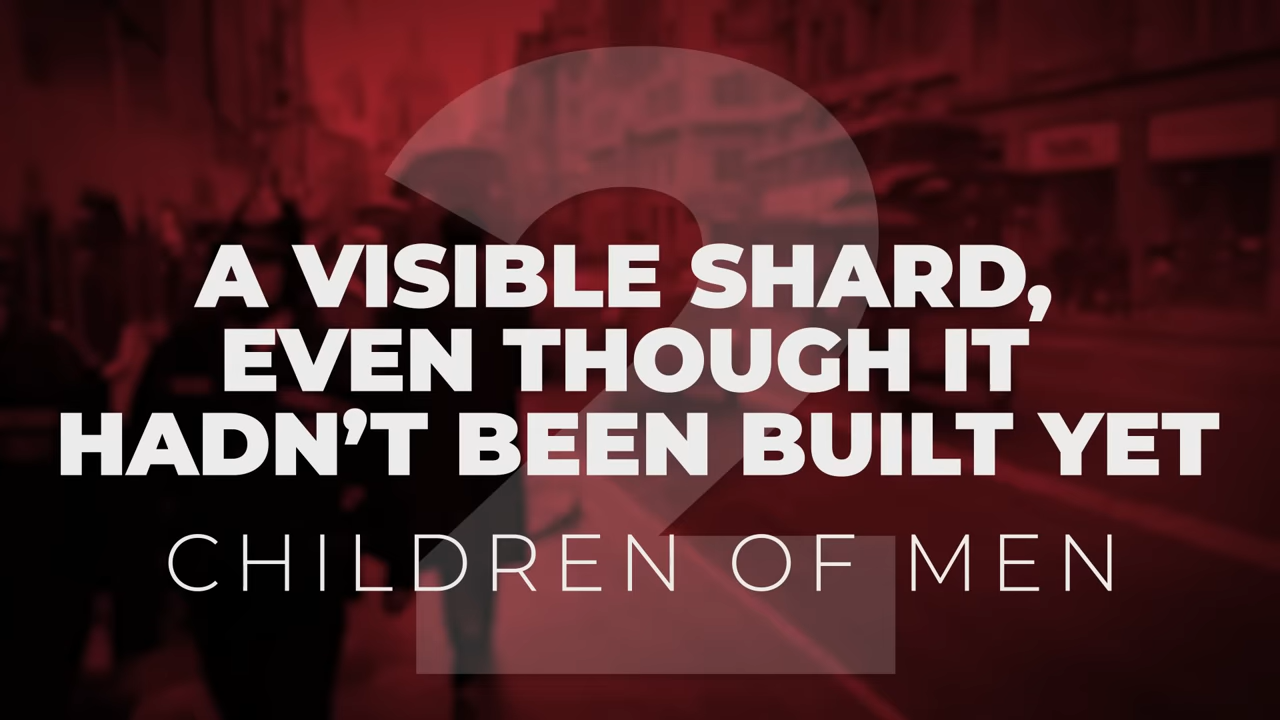 2
A VISIBLE SHARD,
EVEN THOUGH IT
HADN’T BEEN BUILT YET
CHILDREN OF MEN